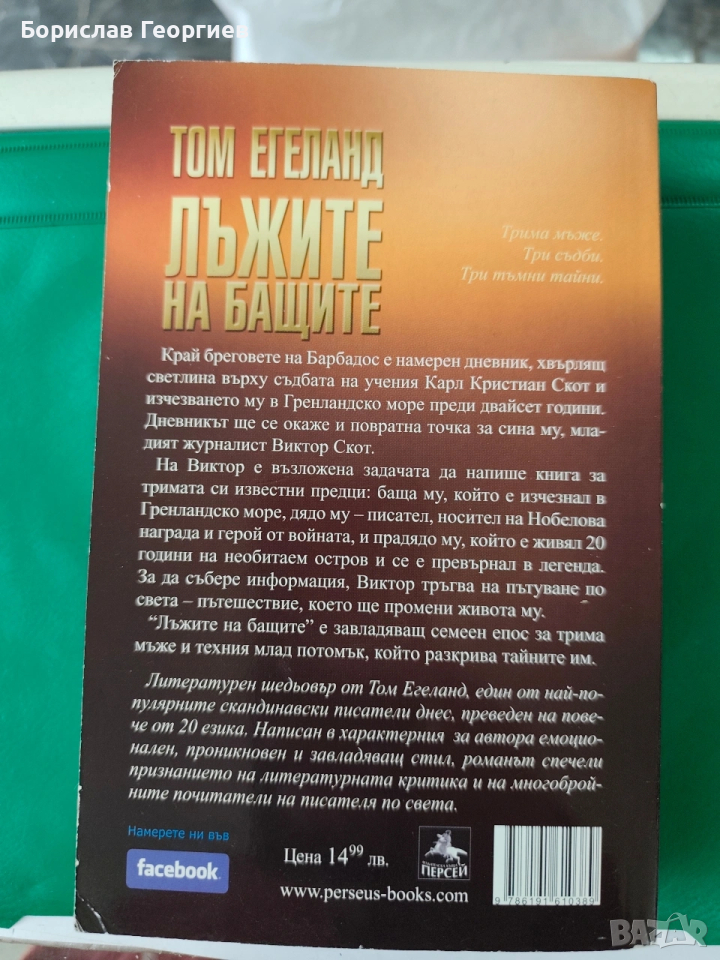 Борислав Георгиев
ТОМ ЕГЕЛАНД
ЛЪЖИТЕ
НА БАЩИТЕ
Трима мъже.
Три съдби.
Три тъмни тайни.
Край бреговете на Барбадос е намерен дневник, хвърлящ
светлина върху съдбата на учения Карл Кристиан Скот и
изчезването му в Гренландско море преди двайсет години.
Дневникът ще се окаже и повратна точка за сина му, мла-
дият журналист Виктор Скот.
На Виктор е възложена задачата да напише книга за
тримата си известни предци: баща му, който е изчезнал в
Гренландско море, дядо му – писател, носител на Нобелова
награда и герой от войната, и прадядо му, който е живял 20
години на необитаем остров и се е превърнал в легенда.
За да събере информация, Виктор тръгва на пътуване по
света – пътешествие, което ще промени живота му.
“Лъжите на бащите” е завладяващ семеен епос за трима
мъже и техния млад потомък, който разкрива тайните им.
Литературен шедьовър от Том Егеланд, един от най-по-
пулярните скандинавски писатели днес, преведен на пове-
че от 20 езика. Написан в характерния за автора емоцио-
нален, проникновен и завладяващ стил, романът спечели
признанието на литературната критика и на многоброй-
ните почитатели на писателя по света.
Намерете ни във
facebook
Цена 14⁹⁹ лв.
ПЕРСЕЙ
www.perseus-books.com
9 786191 610389
BAZAR